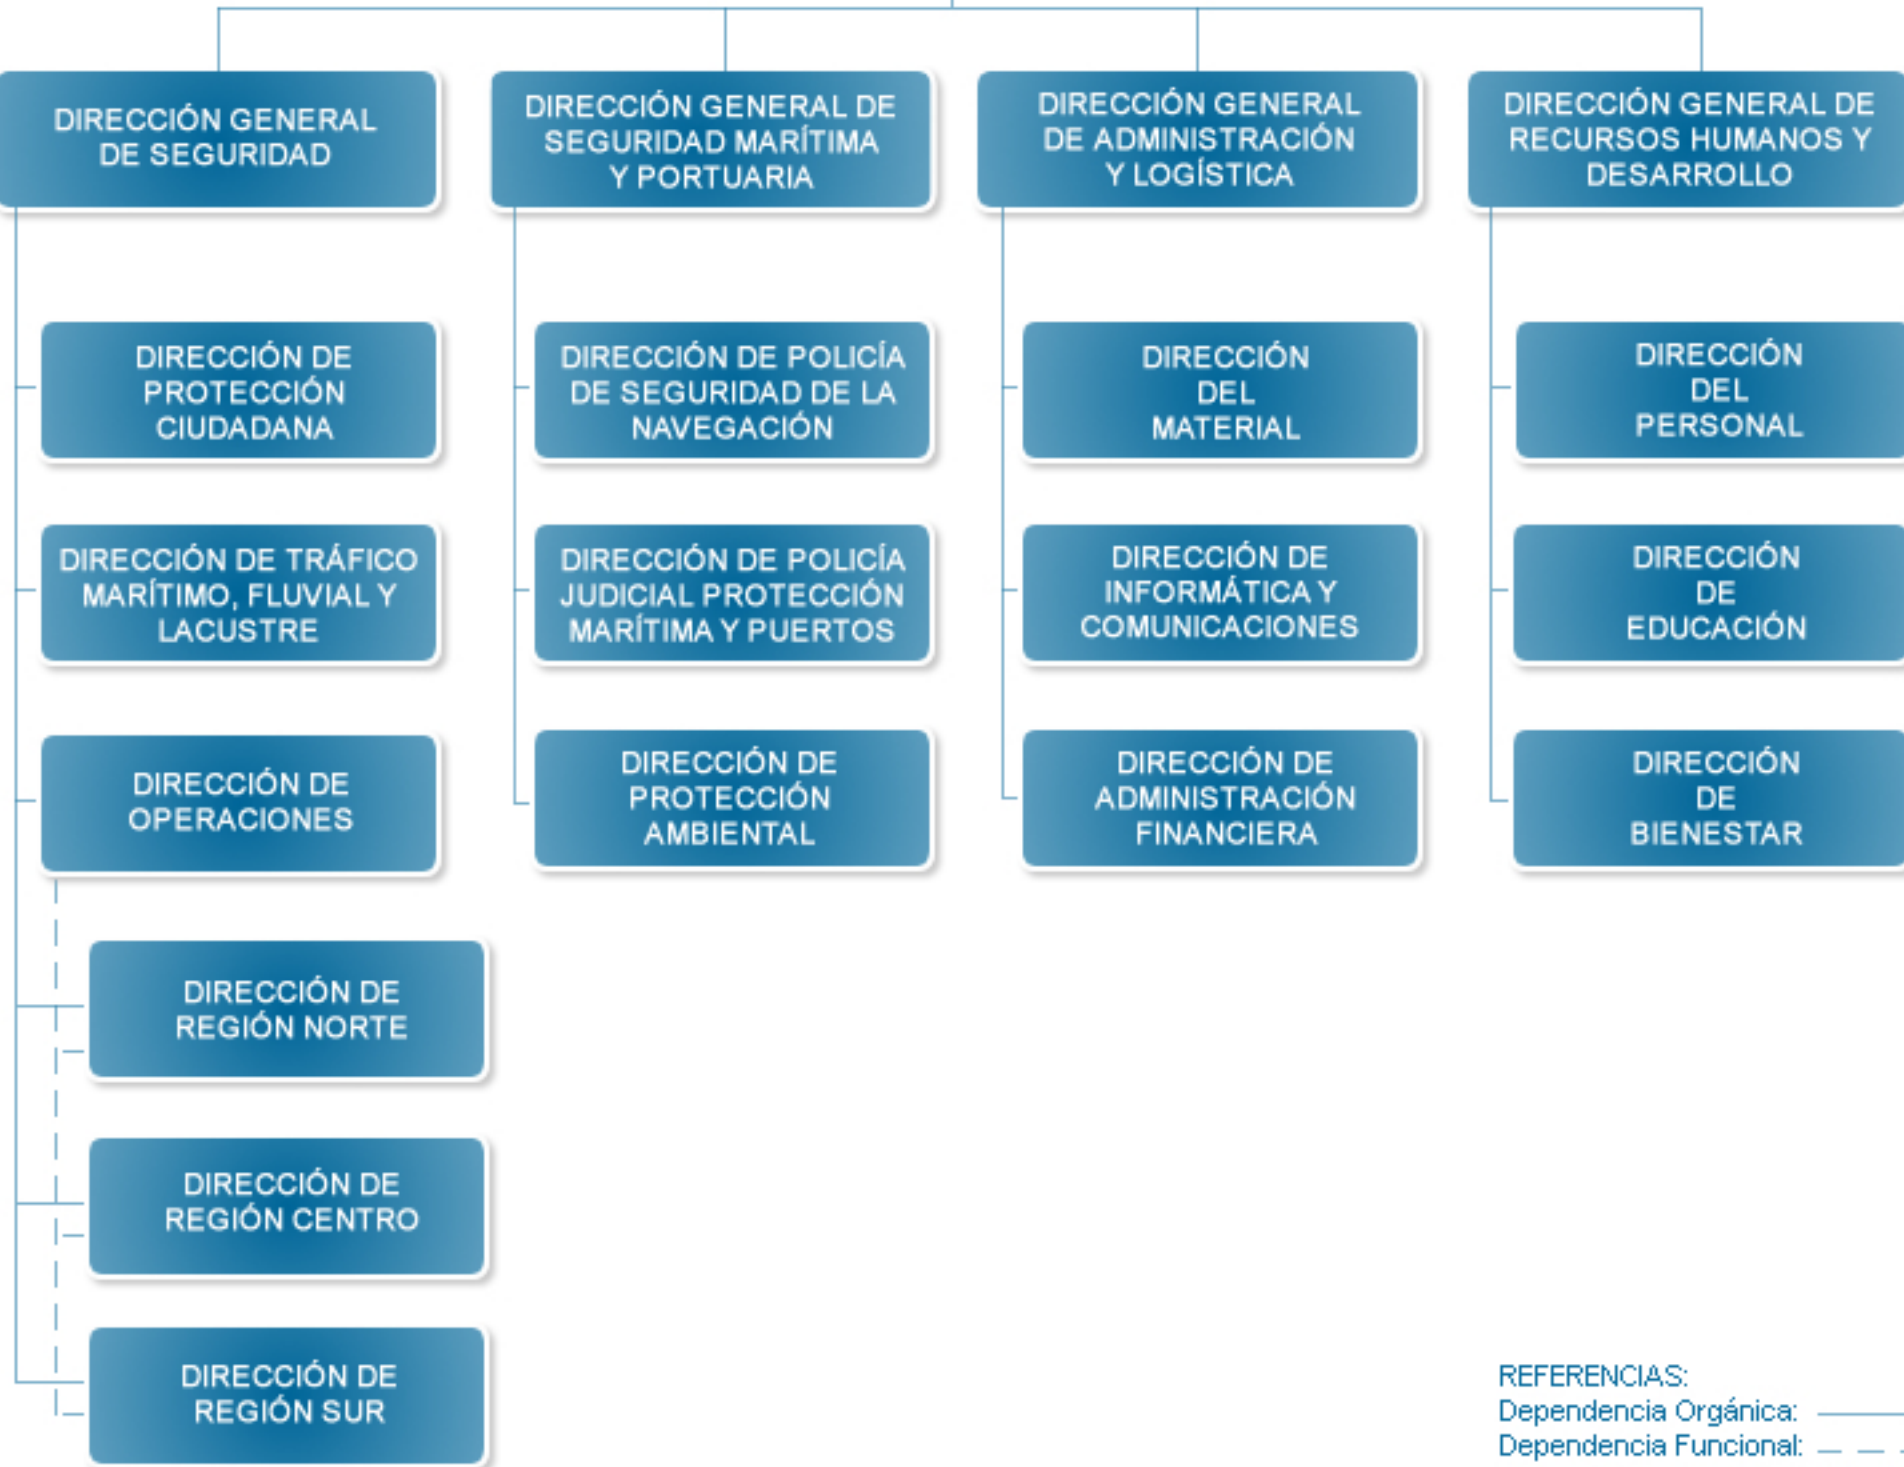 DIRECCIÓN GENERAL
DE SEGURIDAD
DIRECCIÓN GENERAL DE
SEGURIDAD MARÍTIMA
Y PORTUARIA
DIRECCIÓN GENERAL
DE ADMINISTRACIÓN
Y LOGÍSTICA
DIRECCIÓN GENERAL DE
RECURSOS HUMANOS Y
DESARROLLO
DIRECCIÓN DE
PROTECCIÓN
CIUDADANA
DIRECCIÓN DE POLICÍA
DE SEGURIDAD DE LA
NAVEGACIÓN
DIRECCIÓN
DEL
MATERIAL
DIRECCIÓN
DEL
PERSONAL
DIRECCIÓN DE TRÁFICO
MARÍTIMO, FLUVIAL Y
LACUSTRE
DIRECCIÓN DE POLICÍA
JUDICIAL PROTECCIÓN
MARÍTIMA Y PUERTOS
DIRECCIÓN DE
INFORMÁTICA Y
COMUNICACIONES
DIRECCIÓN
DE
EDUCACIÓN
DIRECCIÓN DE
OPERACIONES
DIRECCIÓN DE
PROTECCIÓN
AMBIENTAL
DIRECCIÓN DE
ADMINISTRACIÓN
FINANCIERA
DIRECCIÓN
DE
BIENESTAR
DIRECCIÓN DE
REGIÓN NORTE
DIRECCIÓN DE
REGIÓN CENTRO
DIRECCIÓN DE
REGIÓN SUR
REFERENCIAS:
Dependencia Orgánica:
Dependencia Funcional: